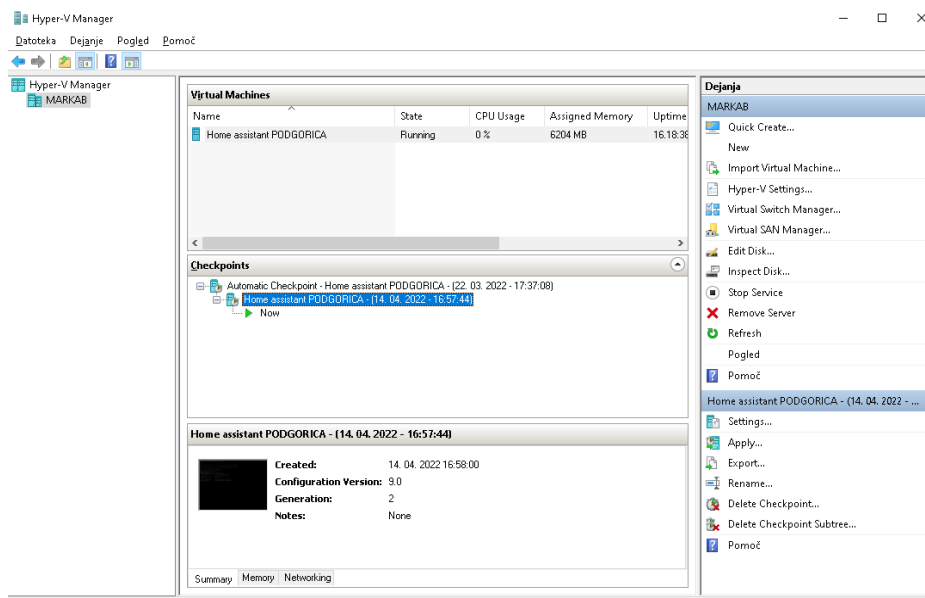 Hyper-V Manager
Datoteka Dejanje Pogled Pomoč
Hyper-V Manager
MARKAB
Virtual Machines
Name State CPU Usage Assigned Memory Uptime
Home assistant PODGORICA Running 0 % 6204 MB 16.18:38
Checkpoints
Automatic Checkpoint - Home assistant PODGORICA - (22. 03. 2022 - 17:37:08)
Home assistant PODGORICA - (14. 04. 2022 - 16:57:44)
Now
Home assistant PODGORICA - (14. 04. 2022 - 16:57:44)
Created: 14. 04. 2022 16:58:00
Configuration Version: 9.0
Generation: 2
Notes: None
Summary Memory Networking
Dejanja
MARKAB
Quick Create...
New
Import Virtual Machine...
Hyper-V Settings...
Virtual Switch Manager...
Virtual SAN Manager...
Edit Disk...
Inspect Disk...
Stop Service
Remove Server
Refresh
Pogled
Pomoč
Home assistant PODGORICA - (14. 04. 2022 - ...
Settings...
Apply...
Export...
Rename...
Delete Checkpoint...
Delete Checkpoint Subtree...
Pomoč